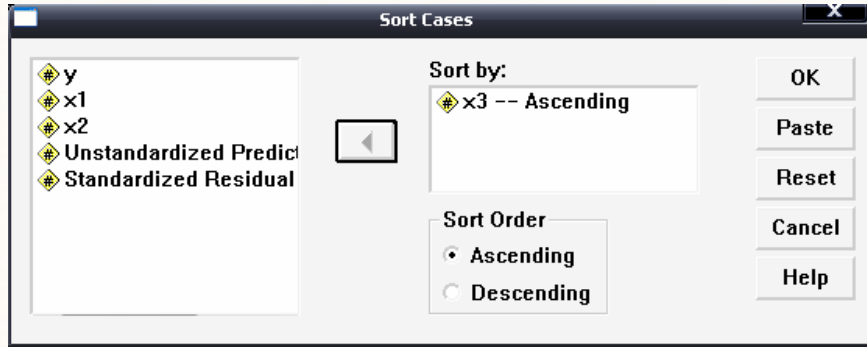 Sort Cases
X
y
x1
x2
Unstandardized Predict
Standardized Residual
Sort by:
x3 -- Ascending
Sort Order
Ascending
Descending
OK
Paste
Reset
Cancel
Help